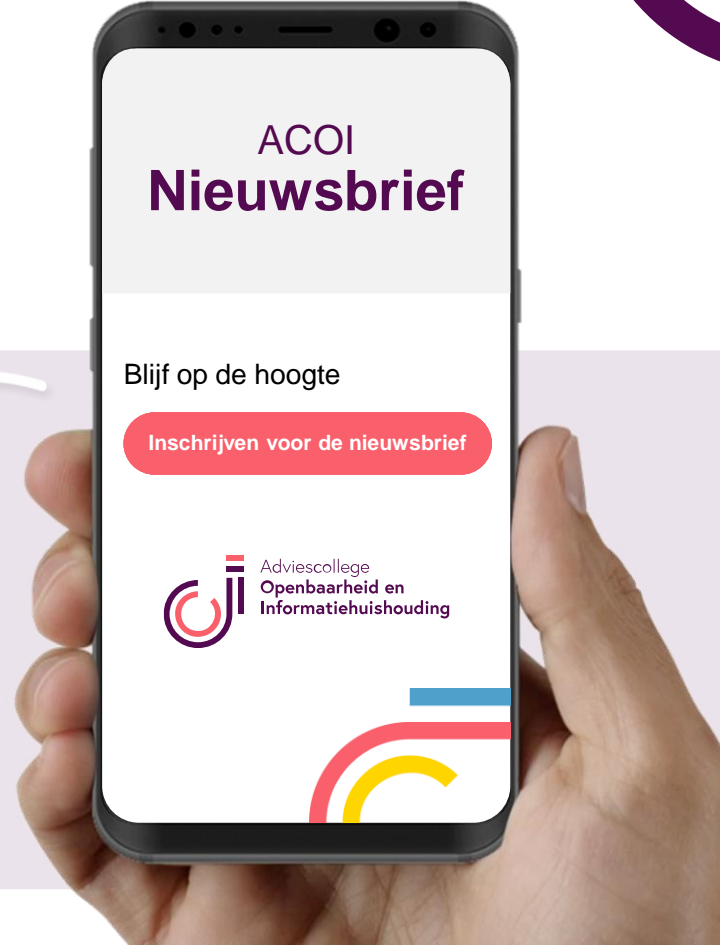 ACOI
Nieuwsbrief
Blijf op de hoogte
Inschrijven voor de nieuwsbrief
Adviescollege
Openbaarheid en
Informatiehuishouding